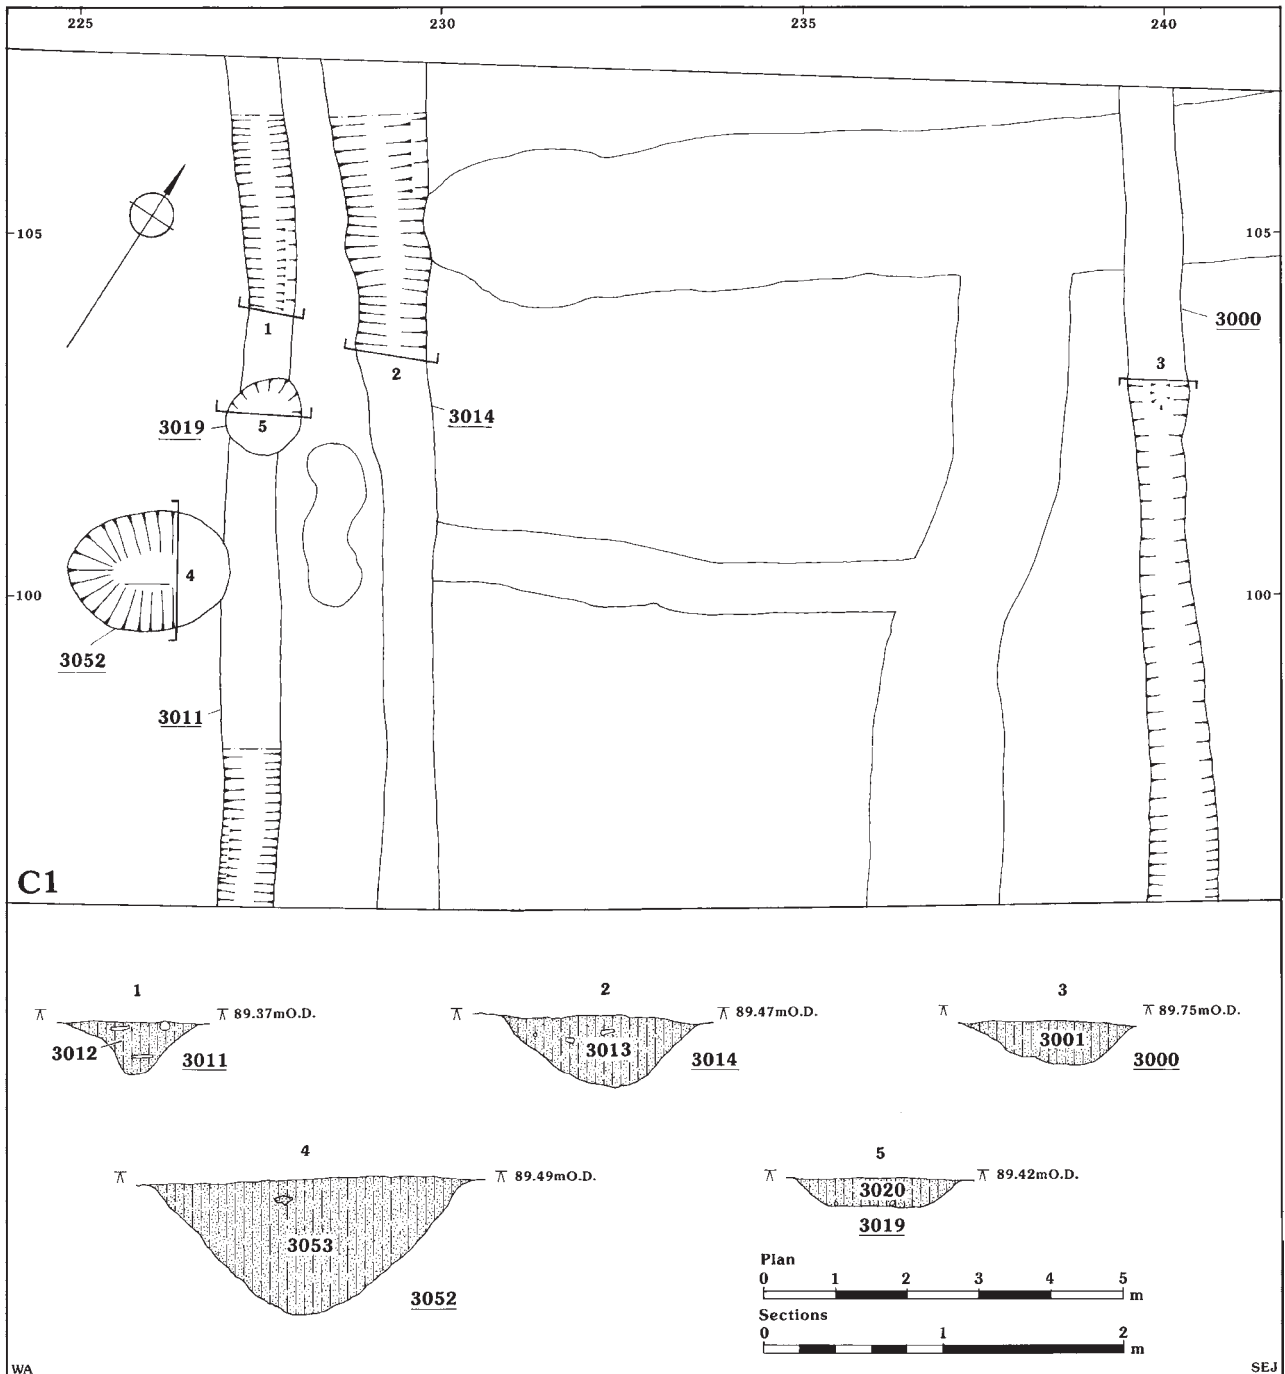 225 230 235 240
105 105
1
3000
2
3
3014
3019 5
4
100 100
3052
3011
C1
1 2 3
89.37mO.D. 89.47mO.D. 89.75mO.D.
3012 3011 3013 3014 3001 3000
4 5
89.49mO.D. 89.42mO.D.
3020
3053 3019
3052
Plan
0 1 2 3 4 5
m
Sections
0 1 2
m
WA SEJ